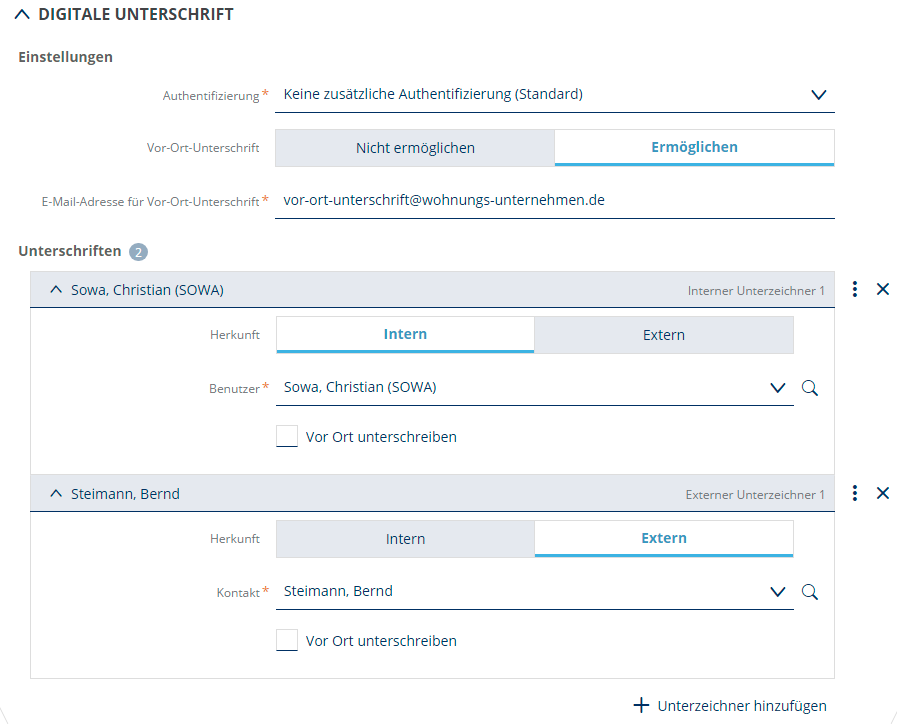 DIGITALE UNTERSCHRIFT
Einstellungen
Authentifizierung* Keine zusätzliche Authentifizierung (Standard)
Vor-Ort-Unterschrift Nicht ermöglichen Ermöglichen
E-Mail-Adresse für Vor-Ort-Unterschrift* vor-ort-unterschrift@wohnungs-unternehmen.de
Unterschriften 2
Sowa, Christian (SOWA) Interner Unterzeichner 1
Herkunft Intern Extern
Benutzer* Sowa, Christian (SOWA)
Vor Ort unterschreiben
Steimann, Bernd Externer Unterzeichner 1
Herkunft Intern Extern
Kontakt* Steimann, Bernd
Vor Ort unterschreiben
Unterzeichner hinzufügen